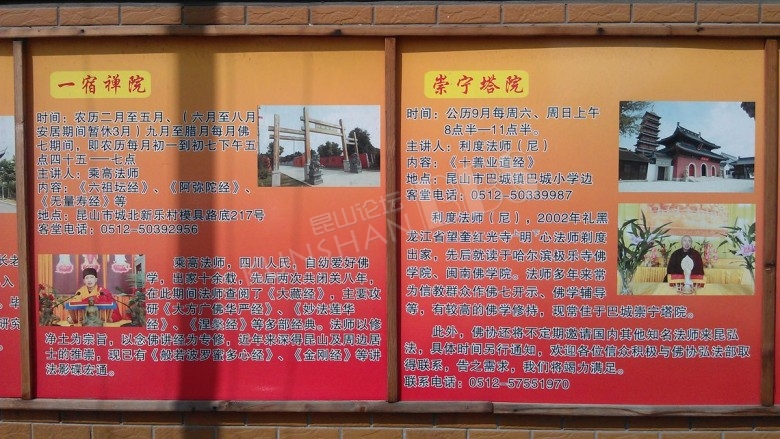 一宿禅院
时间：农历二月至五月、（六月至八月
安居期间暂休3月）九月至腊月每月佛
七期间，即农历每月初一到初七下午五
点四十五——七点
主讲人：乘高法师
内容：《六祖坛经》、《阿弥陀经》、
《无量寿经》等
地点：昆山市城北新乐村模具路底217号
客堂电话：0512-50392956
乘高法师，四川人氏，自幼爱好佛
学，出家十余载，先后两次共闭关八年，
在此期间法师查阅了《大藏经》，主要攻
研《大方广佛华严经》、《妙法莲华
经》、《涅槃经》等多部经典。法师以修
净土为宗旨，以念佛讲经为专修，近年来深得昆山及周边居
士的推崇，现已有《般若波罗蜜多心经》、《金刚经》等讲
法影碟众通。
崇宁塔院
时间：公历9月每周六、周日上午
8点半—11点半。
主讲人：利度法师（尼）
内容：《十善业道经》
地点：昆山市巴城镇巴城小学边
客堂电话：0512-50339987
利度法师（尼），2002年礼黑
龙江省望奎红光寺 明 心法师剃度
出家，先后就读于哈尔滨极乐寺佛
学院、闽南佛学院。法师多年来常
为信教群众作佛七开示、佛学辅导
等，有较高的佛学修持，现常住于巴城崇宁塔院。
此外，佛协还将不定期邀请国内其他知名法师来昆弘
法，具体时间另行通知，欢迎各位信众积极与佛协弘法部取
得联系，告之需求，我们将竭力满足。
联系电话：0512-57551970
昆山论坛